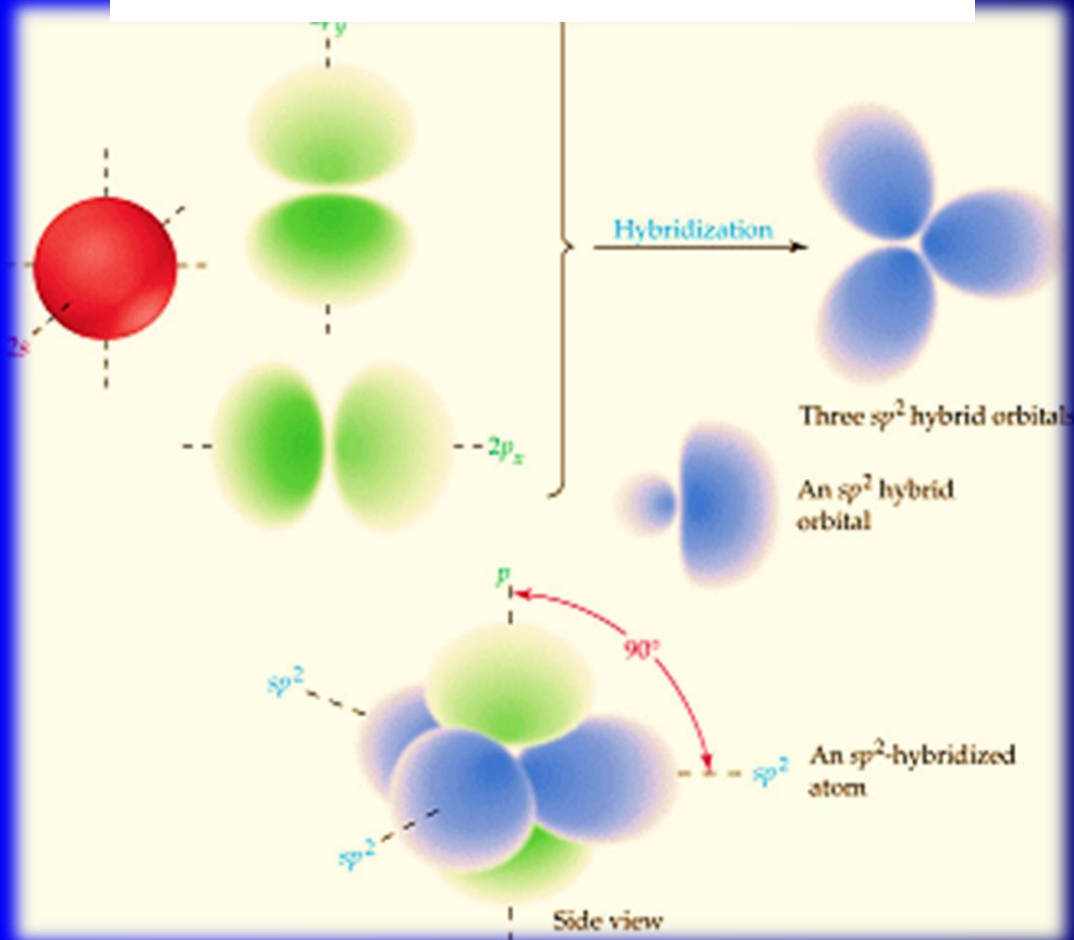 Hybridization
2s
2pₓ
Three sp² hybrid orbitals
An sp² hybrid
orbital
p
90°
sp²
sp²
An sp²-hybridized
atom
sp²
Side view